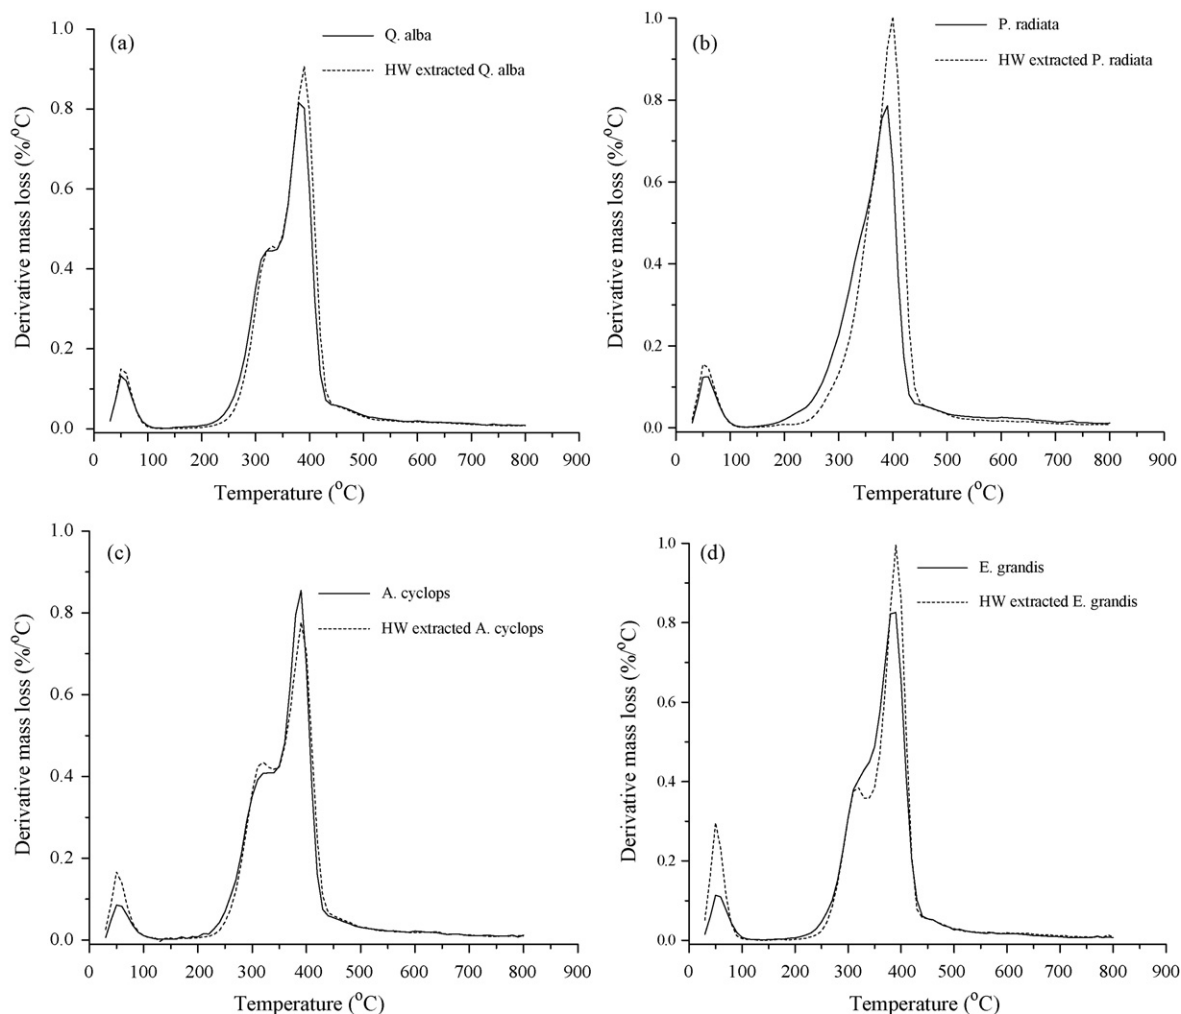 (a)
Q. alba
HW extracted Q. alba
Derivative mass loss (%/°C)
1.0
0.8
0.6
0.4
0.2
0.0
0 100 200 300 400 500 600 700 800 900
Temperature (°C)
(b)
P. radiata
HW extracted P. radiata
Derivative mass loss (%/°C)
1.0
0.8
0.6
0.4
0.2
0.0
0 100 200 300 400 500 600 700 800 900
Temperature (°C)
(c)
A. cyclops
HW extracted A. cyclops
Derivative mass loss (%/°C)
1.0
0.8
0.6
0.4
0.2
0.0
0 100 200 300 400 500 600 700 800 900
Temperature (°C)
(d)
E. grandis
HW extracted E. grandis
Derivative mass loss (%/°C)
1.0
0.8
0.6
0.4
0.2
0.0
0 100 200 300 400 500 600 700 800 900
Temperature (°C)